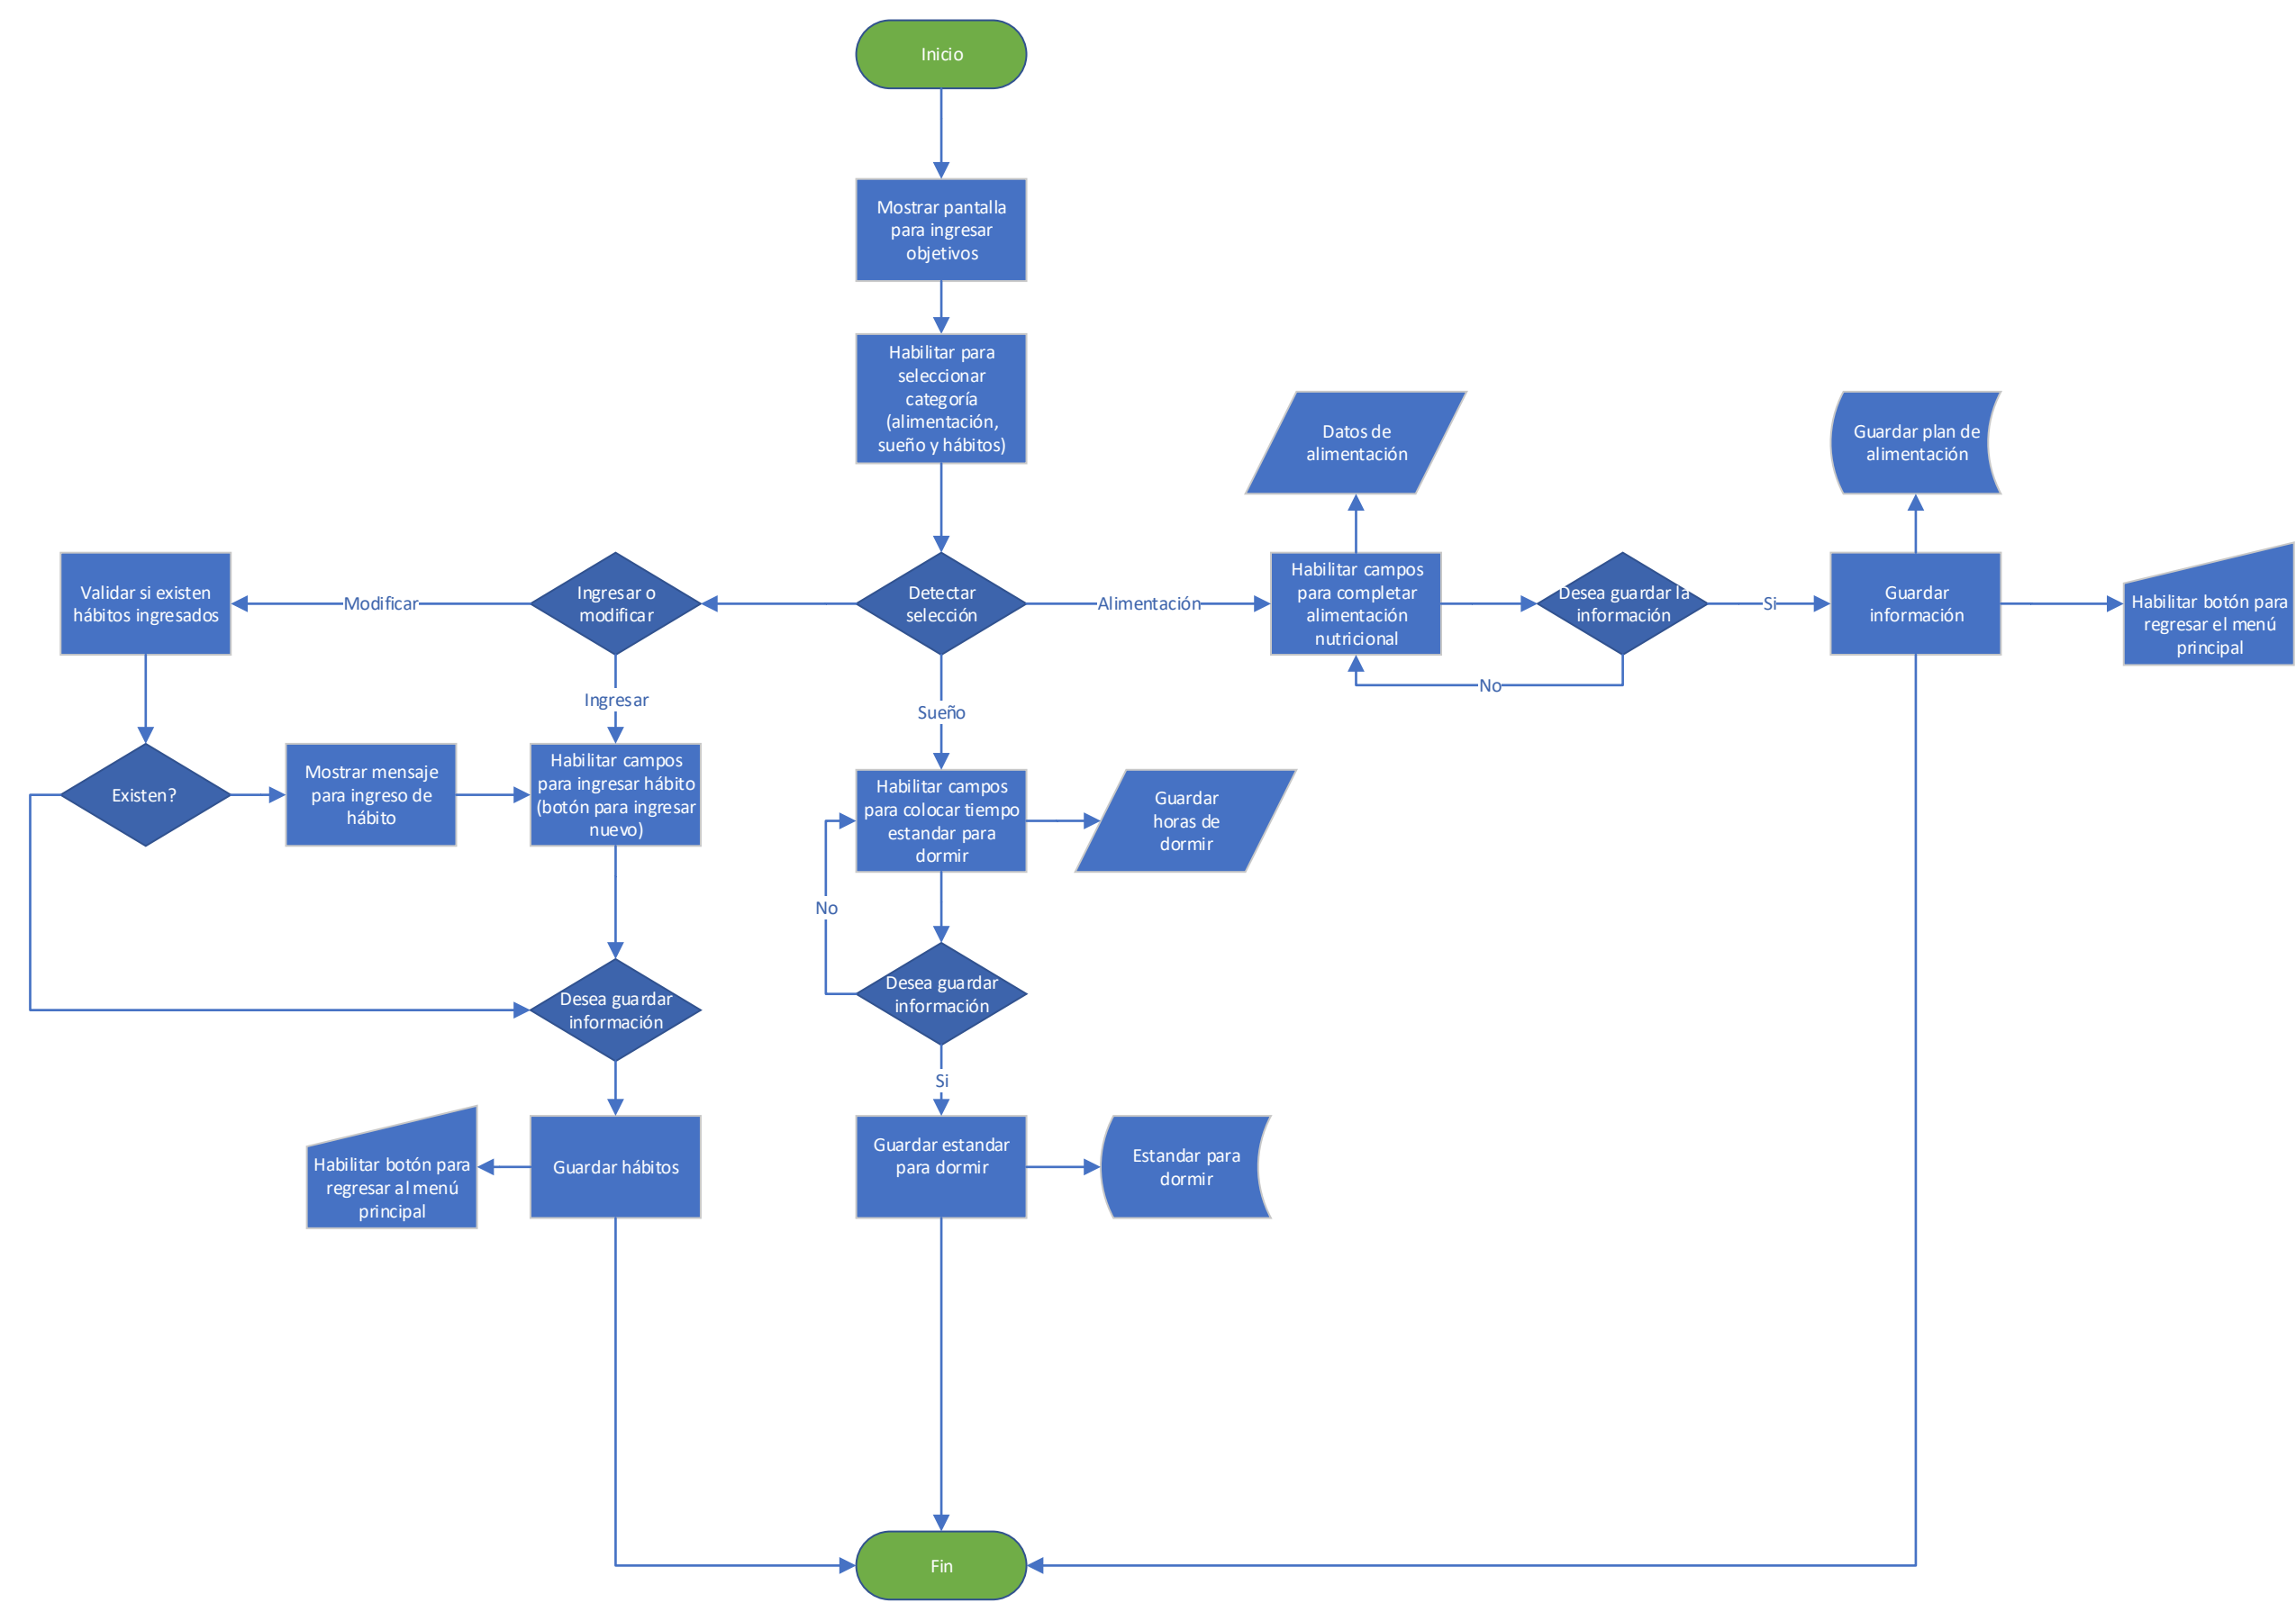 Inicio
Mostrar pantalla
para ingresar
objetivos
Habilitar para
seleccionar
categoría
(alimentación,
sueño y hábitos)
Datos de
alimentación
Guardar plan de
alimentación
Validar si existen
hábitos ingresados
Modificar
Ingresar o
modificar
Detectar
selección
Alimentación
Habilitar campos
para completar
alimentación
nutricional
Desea guardar la
información
Si
Guardar
información
Habilitar botón para
regresar el menú
principal
No
Ingresar
Sueño
Existen?
Mostrar mensaje
para ingreso de
hábito
Habilitar campos
para ingresar hábito
(botón para ingresar
nuevo)
Habilitar campos
para colocar tiempo
estandar para
dormir
Guardar
horas de
dormir
No
Desea guardar
información
Desea guardar
información
Si
Habilitar botón para
regresar al menú
principal
Guardar hábitos
Guardar estandar
para dormir
Estandar para
dormir
Fin